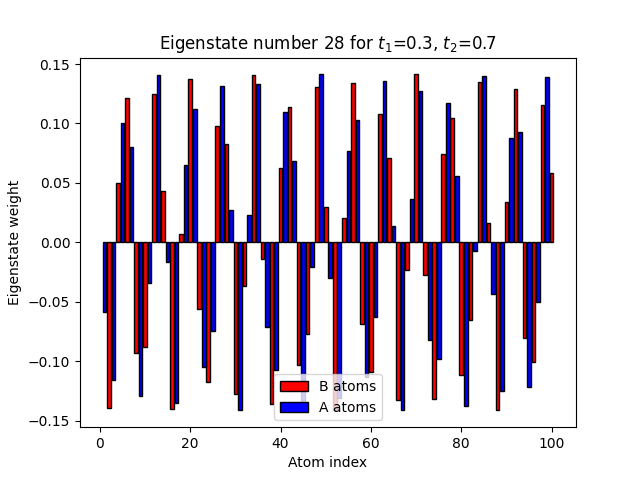 Eigenstate number 28 for t₁=0.3, t₂=0.7
Eigenstate weight
0.15
0.10
0.05
0.00
−0.05
−0.10
−0.15
B atoms
A atoms
0 20 40 60 80 100
Atom index